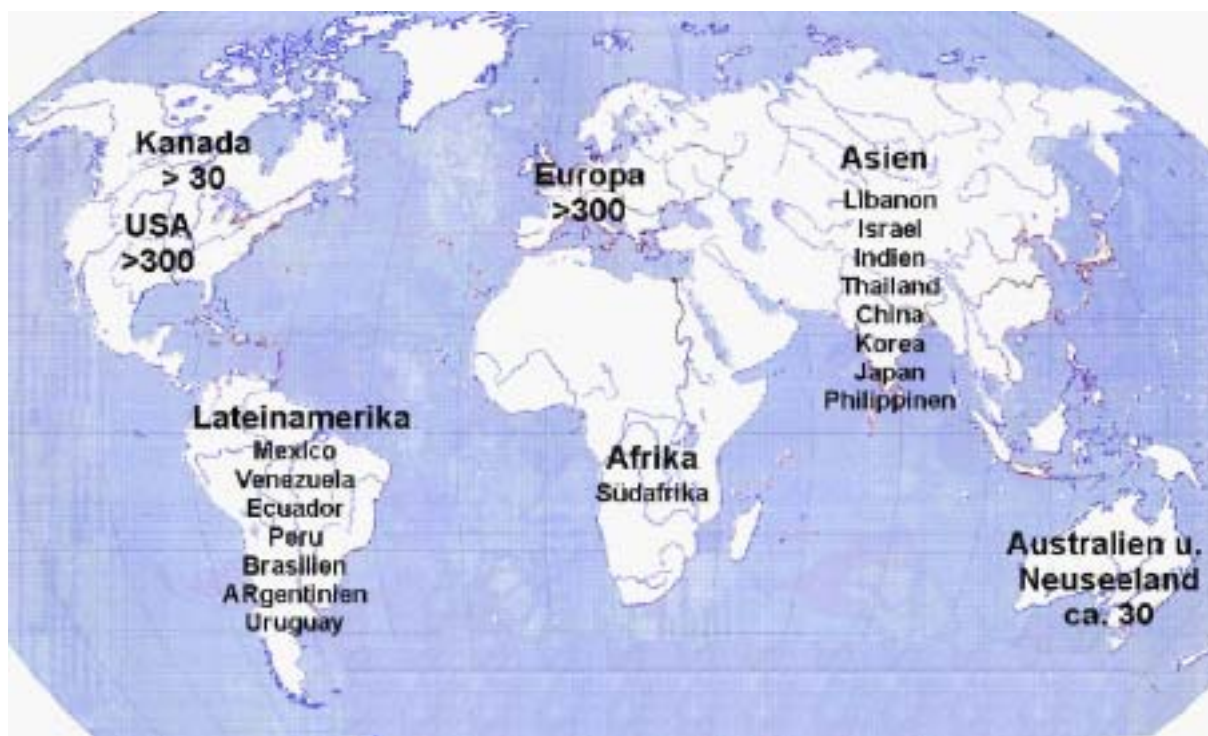 Kanada
> 30
USA
>300
Europa
>300
Asien
Libanon
Israel
Indien
Thailand
China
Korea
Japan
Philippinen
Lateinamerika
Mexico
Venezuela
Ecuador
Peru
Brasilien
ARgentinien
Uruguay
Afrika
Südafrika
Australien u.
Neuseeland
ca. 30